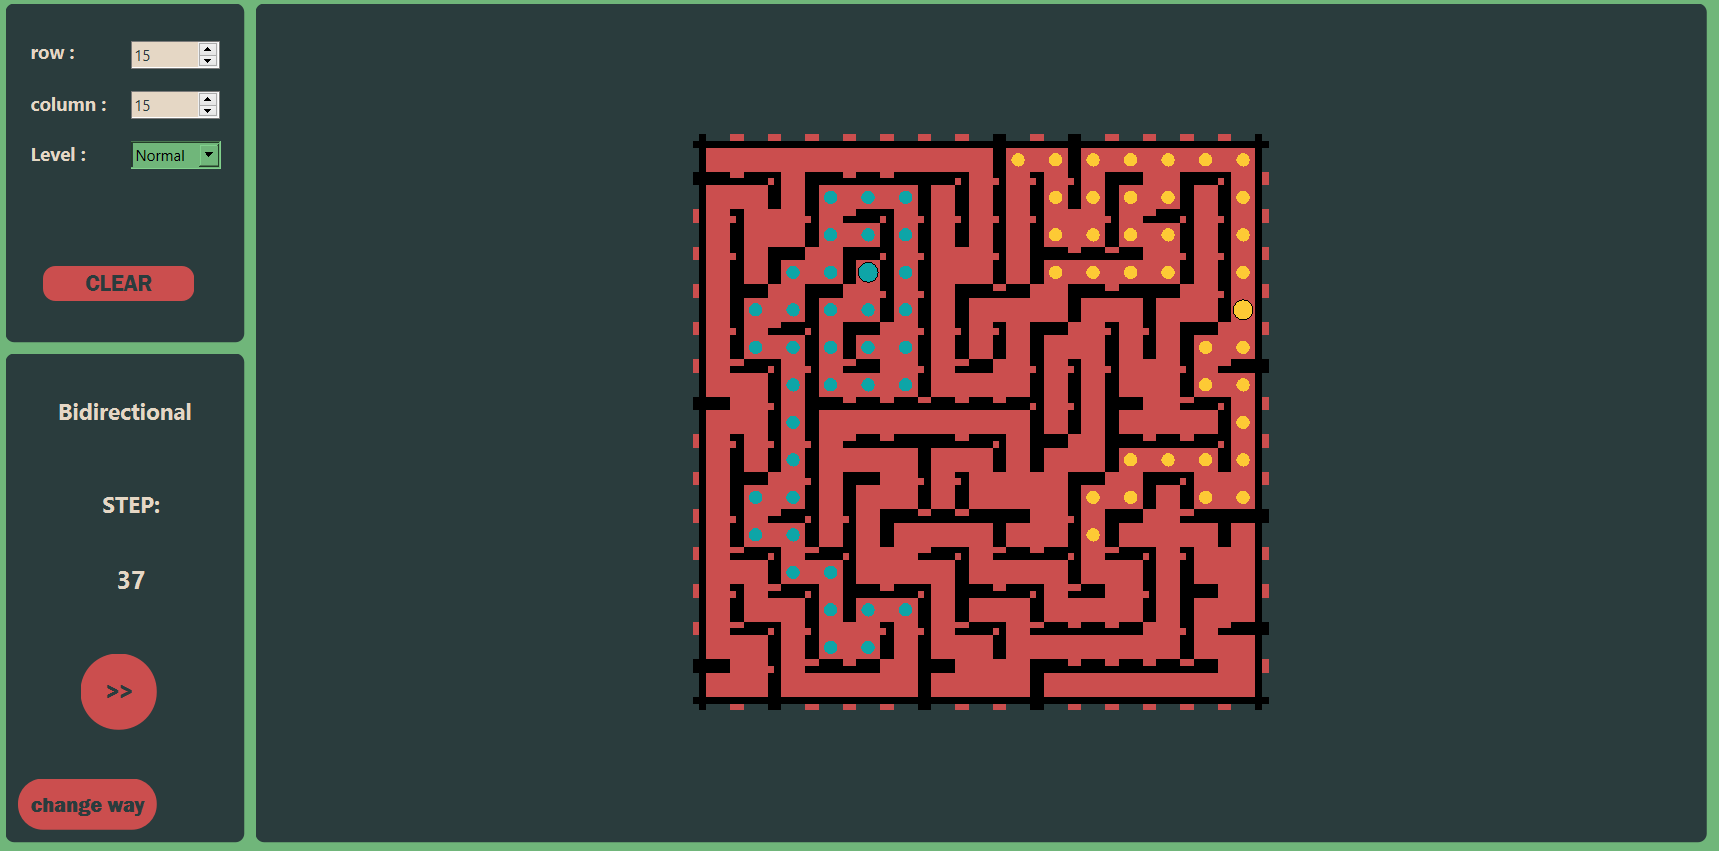 row :
15
column :
15
Level :
Normal
CLEAR
Bidirectional
STEP:
37
>>
change way